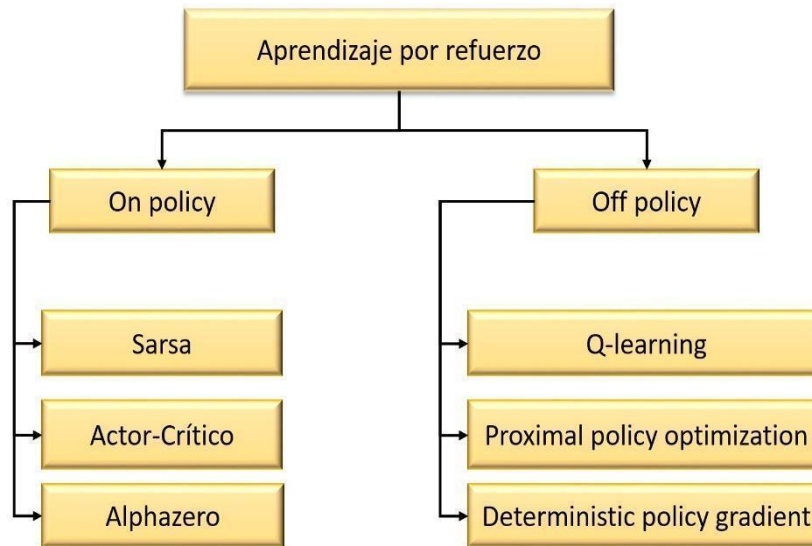 Aprendizaje por refuerzo
On policy
Off policy
Sarsa
Q-learning
Actor-Crítico
Proximal policy optimization
Alphazero
Deterministic policy gradient